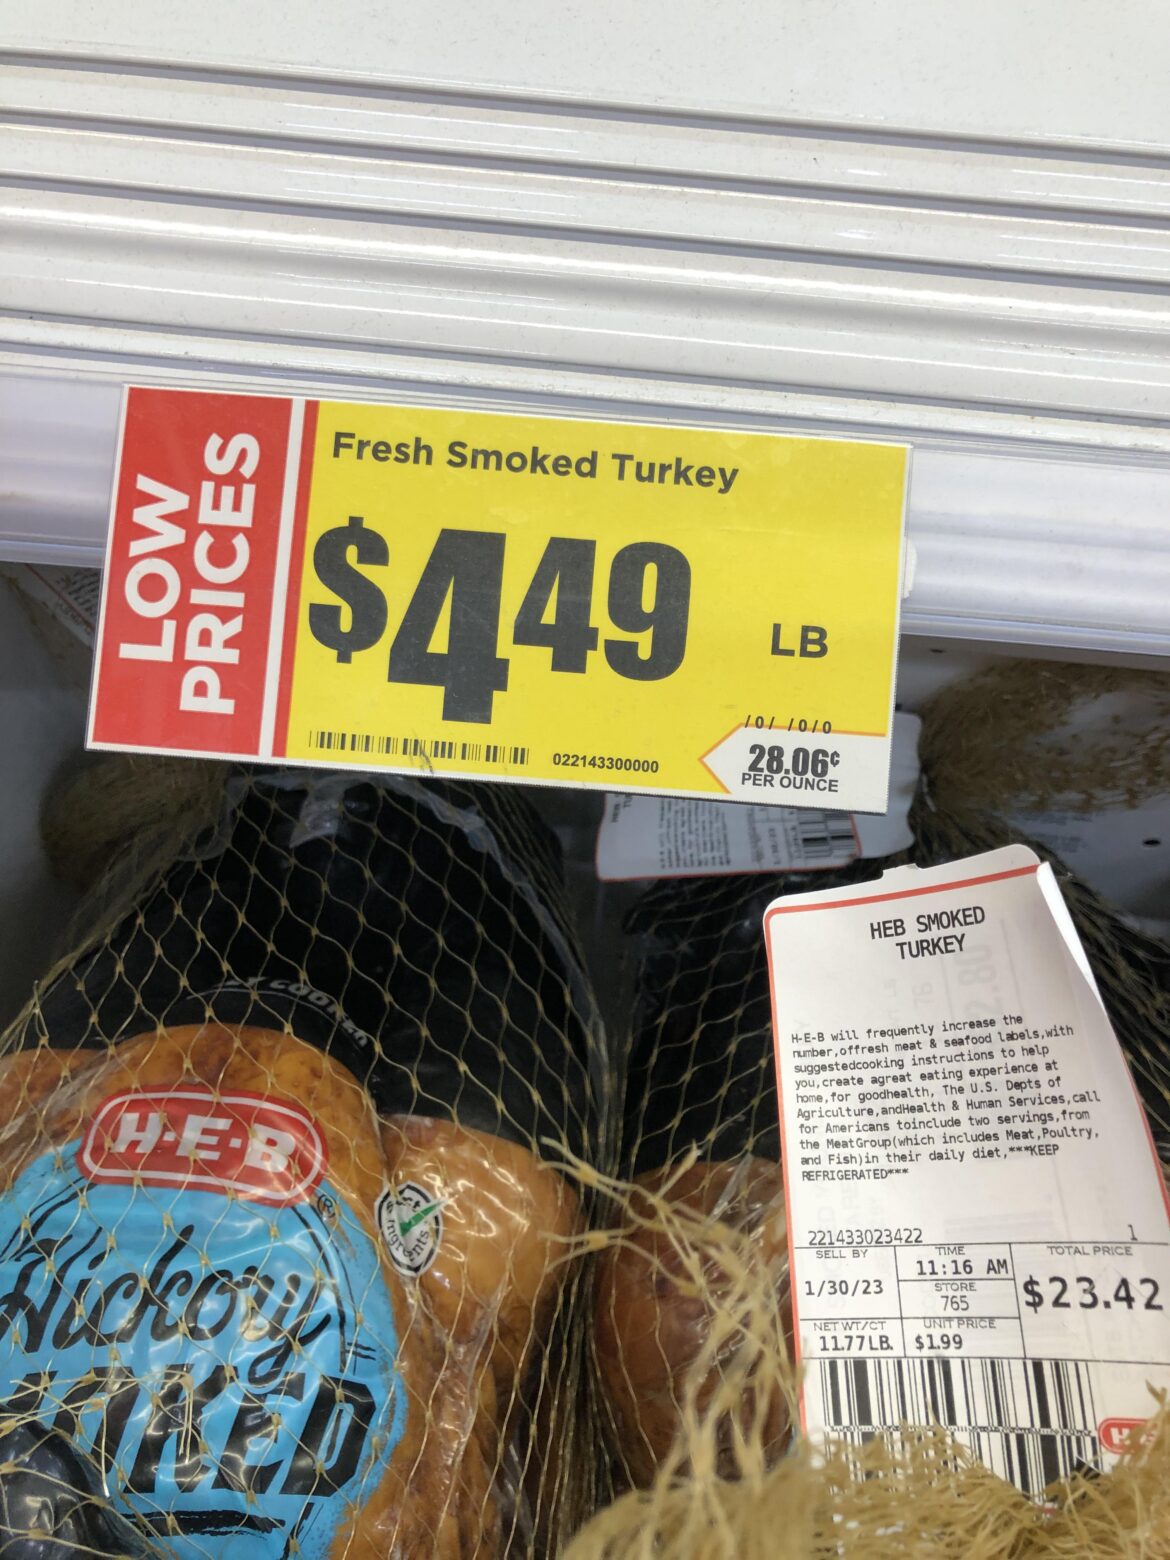 LOW
PRICES
Fresh Smoked Turkey
$4 49
LB
/0/ /0/0
28.06¢
PER OUNCE
022143300000
HEB SMOKED
TURKEY
H-E-B will frequently increase the
number,offresh meat & seafood labels,with
suggestedcooking instructions to help
you,create agreat eating experience at
home,for goodhealth, The U.S. Depts of
Agriculture,andHealth & Human Services,call
for Americans toinclude two servings,from
the MeatGroup(which includes Meat,Poultry,
and Fish)in their daily diet,***KEEP
REFRIGERATED***
221433023422 1
SELL BY TIME TOTAL PRICE
1/30/23 11:16 AM $23.42
STORE
765
NET WT/CT UNIT PRICE
11.77LB. $1.99
H-E-B
®
Hickory